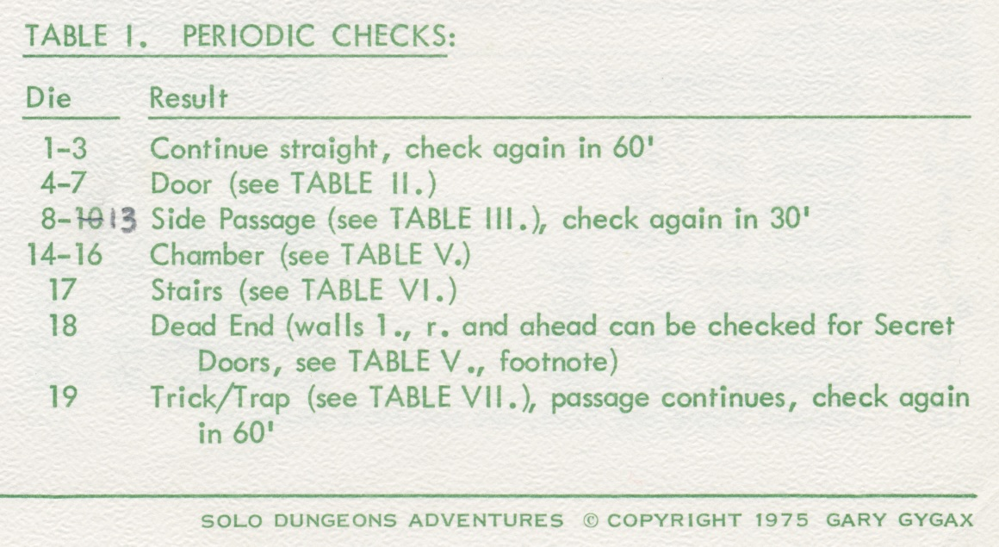 TABLE I. PERIODIC CHECKS:
Die Result
1-3 Continue straight, check again in 60'
4-7 Door (see TABLE II.)
8-10 13 Side Passage (see TABLE III.), check again in 30'
14-16 Chamber (see TABLE V.)
17 Stairs (see TABLE VI.)
18 Dead End (walls l., r. and ahead can be checked for Secret
Doors, see TABLE V., footnote)
19 Trick/Trap (see TABLE VII.), passage continues, check again
in 60'
SOLO DUNGEONS ADVENTURES © COPYRIGHT 1975 GARY GYGAX